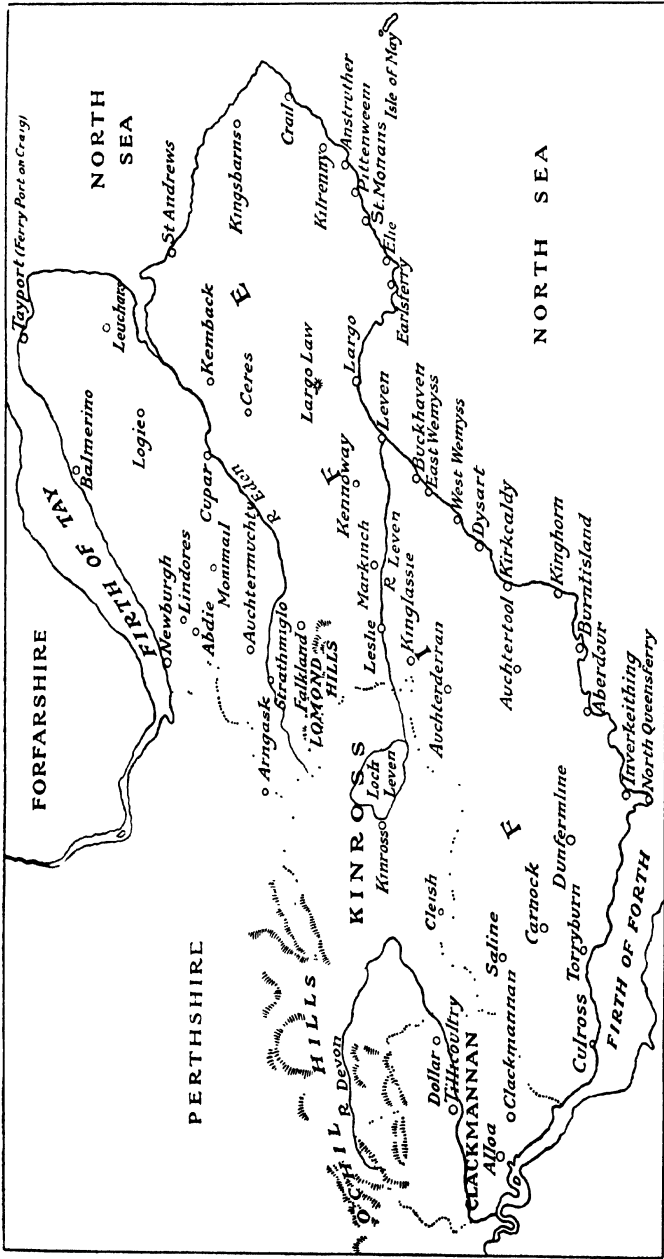 FORFARSHIRE
PERTHSHIRE
NORTH
SEA
NORTH SEA
FIRTH OF TAY
FIRTH OF FORTH
KINROSS
CLACKMANNAN
FIFE
OCHIL HILLS
LOMOND
HILLS
Tayport (Ferry Port on Craig)
Leuchars
Balmerino
Logie
St Andrews
Kingsbarns
Crail
Kilrenny
Anstruther
Pittenweem
St. Monans
Isle of May
Elie
Earlsferry
Kemback
Ceres
Largo Law
Largo
Leven
Cupar
R Eden
Newburgh
Lindores
Abdie
Monimail
Auchtermuchty
Strathmiglo
Falkland
Arngask
Kennoway
Markinch
Leslie
R Leven
Kinglassie
Auchterderran
Buckhaven
East Wemyss
West Wemyss
Dysart
Kirkcaldy
Auchtertool
Kinghorn
Burntisland
Aberdour
Inverkeithing
North Queensferry
Loch
Leven
Kinross
Cleish
Dunfermline
Carnock
Torryburn
Saline
Culross
R Devon
Dollar
Tillicoultry
Clackmannan
Alloa